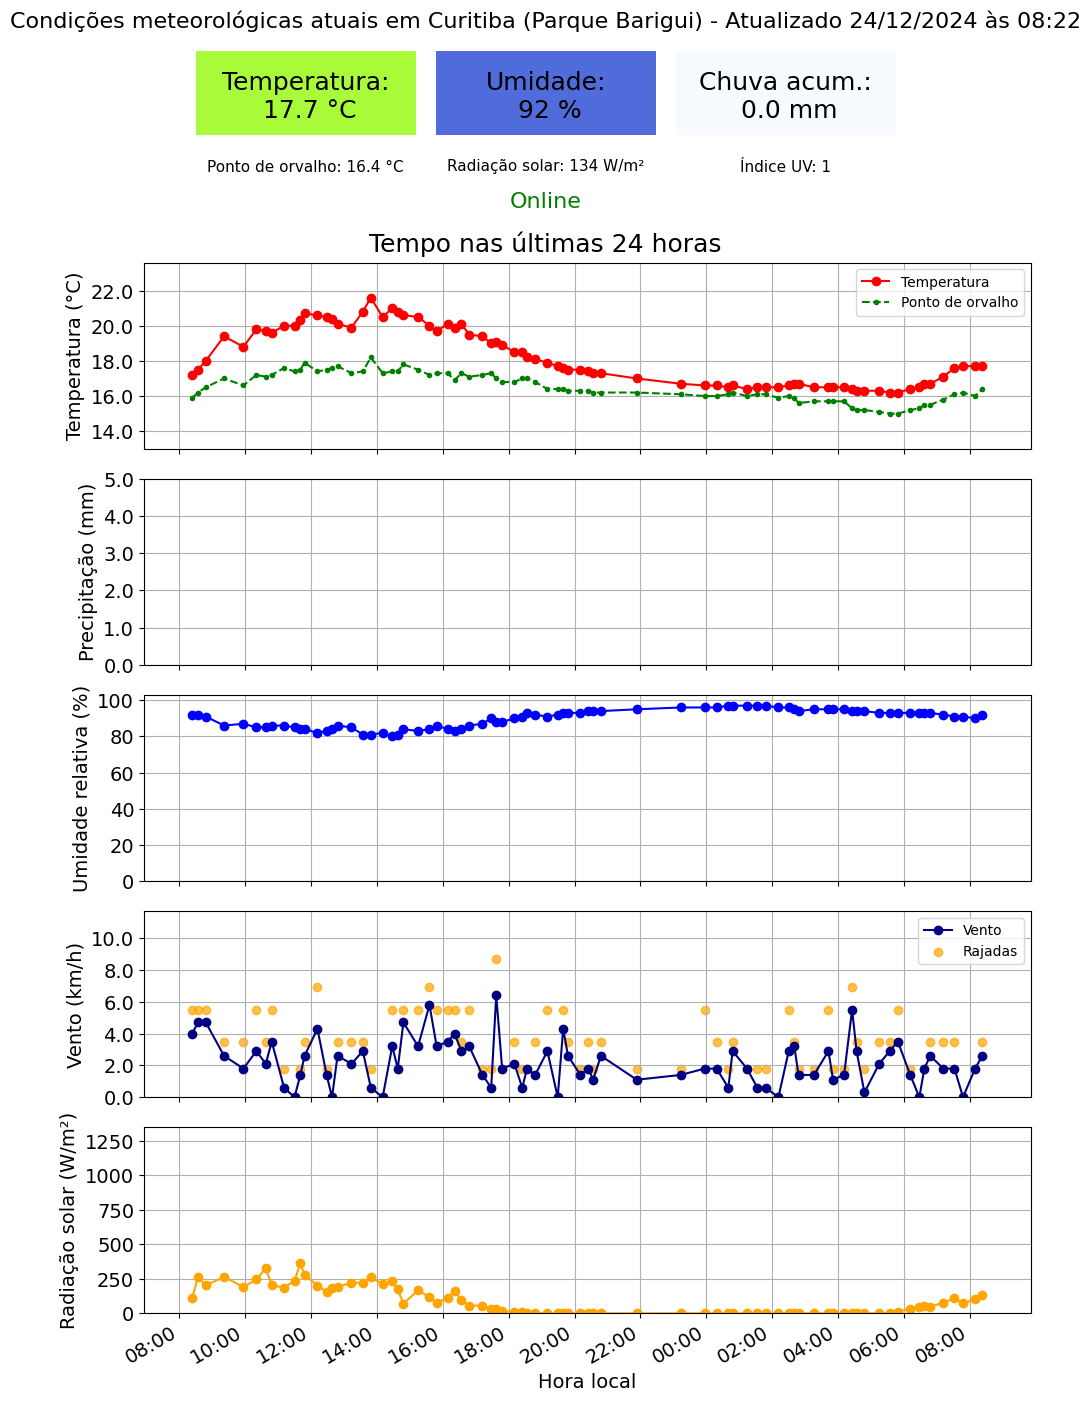 Condições meteorológicas atuais em Curitiba (Parque Barigui) - Atualizado 24/12/2024 às 08:22
Temperatura:
17.7 °C
Umidade:
92 %
Chuva acum.:
0.0 mm
Ponto de orvalho: 16.4 °C
Radiação solar: 134 W/m²
Índice UV: 1
Online
Tempo nas últimas 24 horas
Temperatura (°C)
22.0
20.0
18.0
16.0
14.0
Temperatura
Ponto de orvalho
Precipitação (mm)
5.0
4.0
3.0
2.0
1.0
0.0
Umidade relativa (%)
100
80
60
40
20
0
Vento (km/h)
10.0
8.0
6.0
4.0
2.0
0.0
Vento
Rajadas
Radiação solar (W/m²)
1250
1000
750
500
250
0
08:00
10:00
12:00
14:00
16:00
18:00
20:00
22:00
00:00
02:00
04:00
06:00
08:00
Hora local